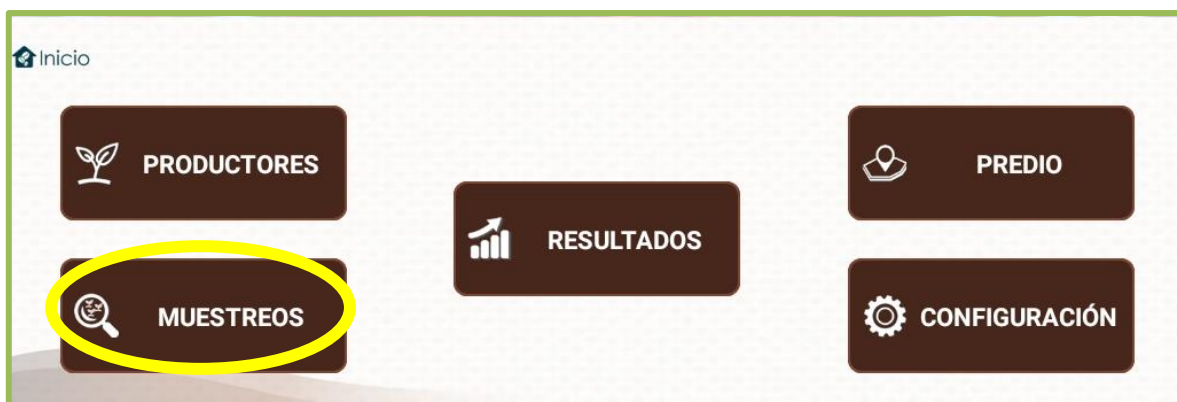 Inicio
PRODUCTORES
PREDIO
RESULTADOS
MUESTREOS
CONFIGURACIÓN